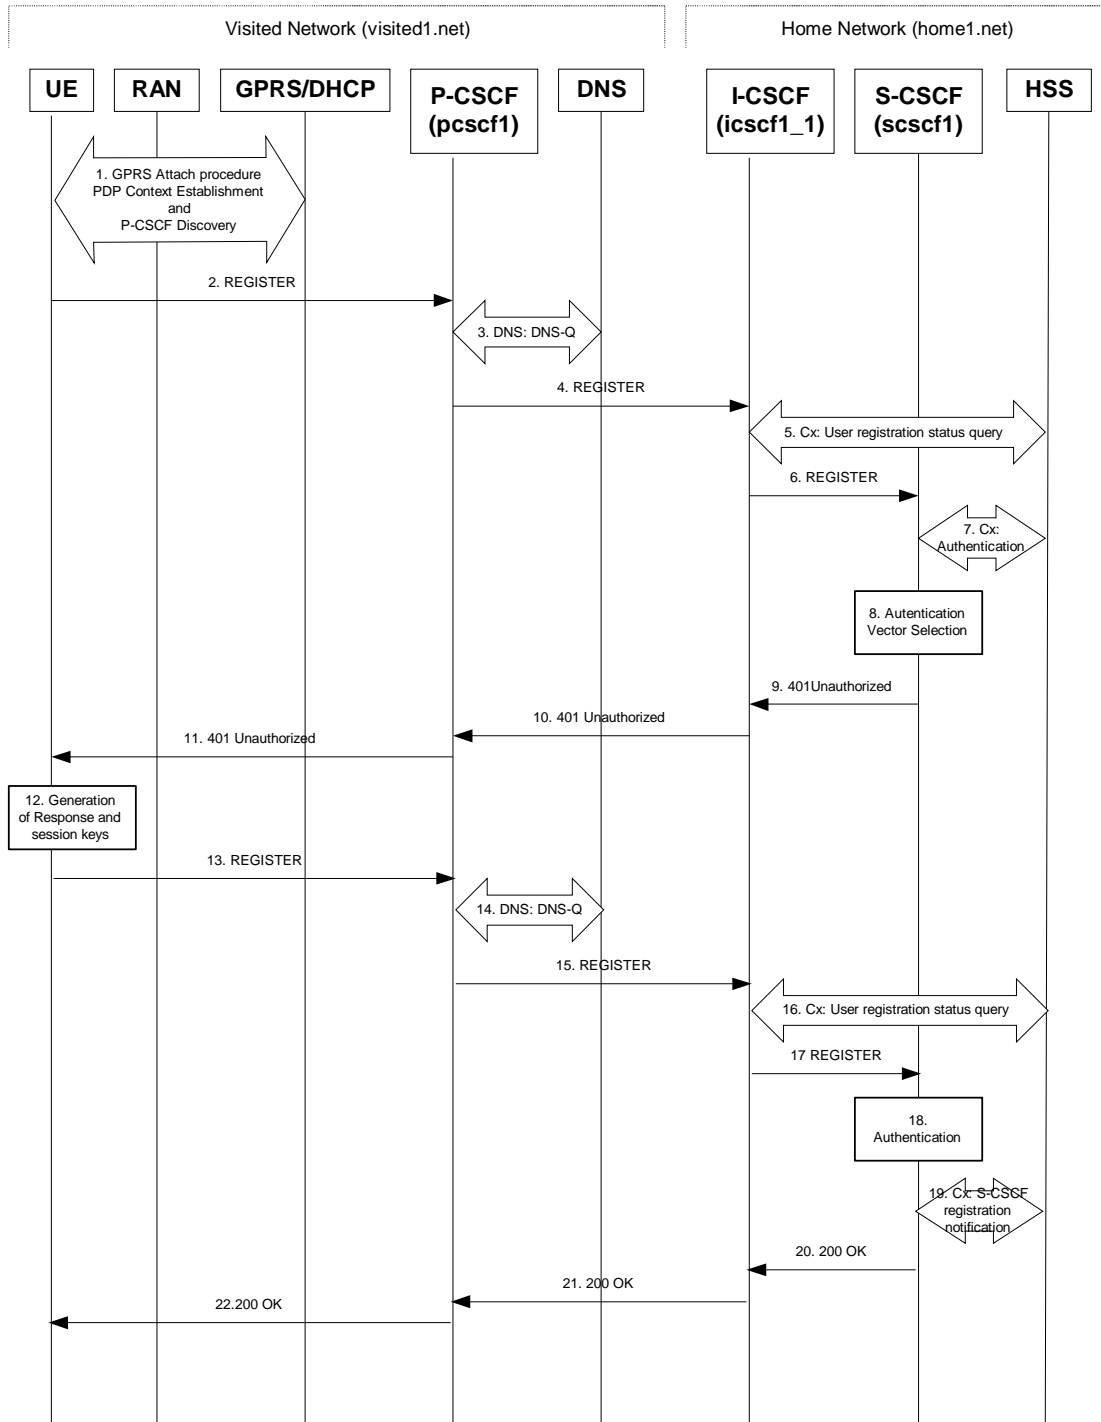 Visited Network (visited1.net)
Home Network (home1.net)
UE
RAN
GPRS/DHCP
P-CSCF
(pcscf1)
DNS
I-CSCF
(icscf1_1)
S-CSCF
(scscf1)
HSS
1. GPRS Attach procedure
PDP Context Establishment
and
P-CSCF Discovery
2. REGISTER
3. DNS: DNS-Q
4. REGISTER
5. Cx: User registration status query
6. REGISTER
7. Cx:
Authentication
8. Autentication
Vector Selection
9. 401Unauthorized
10. 401 Unauthorized
11. 401 Unauthorized
12. Generation
of Response and
session keys
13. REGISTER
14. DNS: DNS-Q
15. REGISTER
16. Cx: User registration status query
17 REGISTER
18.
Authentication
19. Cx: S-CSCF
registration
notification
20. 200 OK
21. 200 OK
22.200 OK